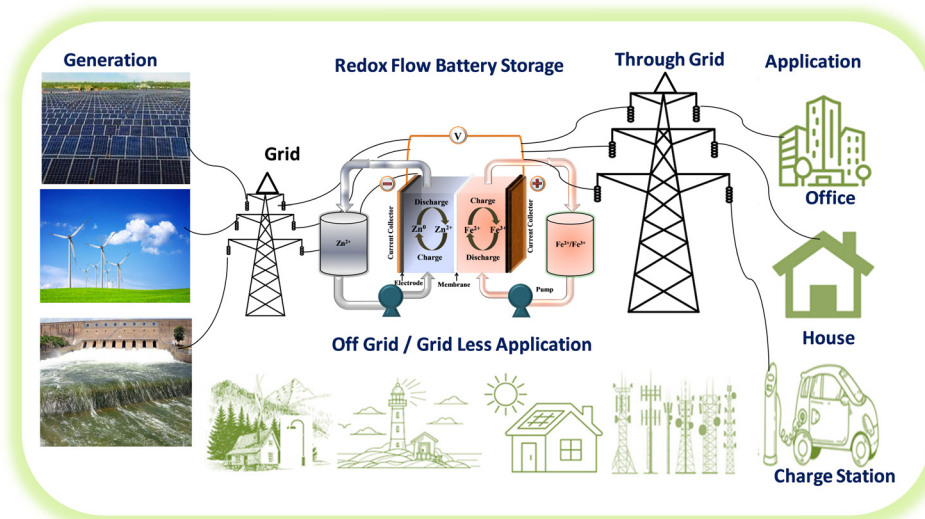 Generation
Redox Flow Battery Storage
Through Grid
Application
Grid
V
Office
−
+
Current Collector
Discharge
Zn⁰ Zn²⁺
Charge
Charge
Fe²⁺ Fe³⁺
Discharge
Current Collector
Zn²⁺
Fe²⁺/Fe³⁺
Electrode
Membrane
Pump
House
Off Grid / Grid Less Application
Charge Station